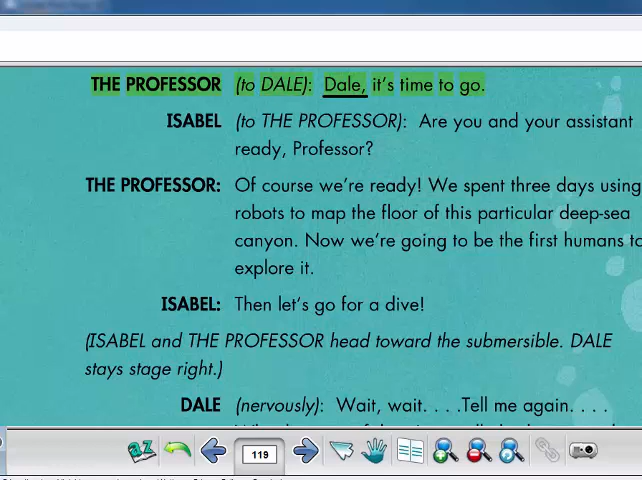 THE PROFESSOR (to DALE): Dale, it's time to go.
ISABEL (to THE PROFESSOR): Are you and your assistant
ready, Professor?
THE PROFESSOR: Of course we're ready! We spent three days using
robots to map the floor of this particular deep-sea
canyon. Now we're going to be the first humans to
explore it.
ISABEL: Then let's go for a dive!
(ISABEL and THE PROFESSOR head toward the submersible. DALE
stays stage right.)
DALE (nervously): Wait, wait. . . .Tell me again. . . .
aZ
119